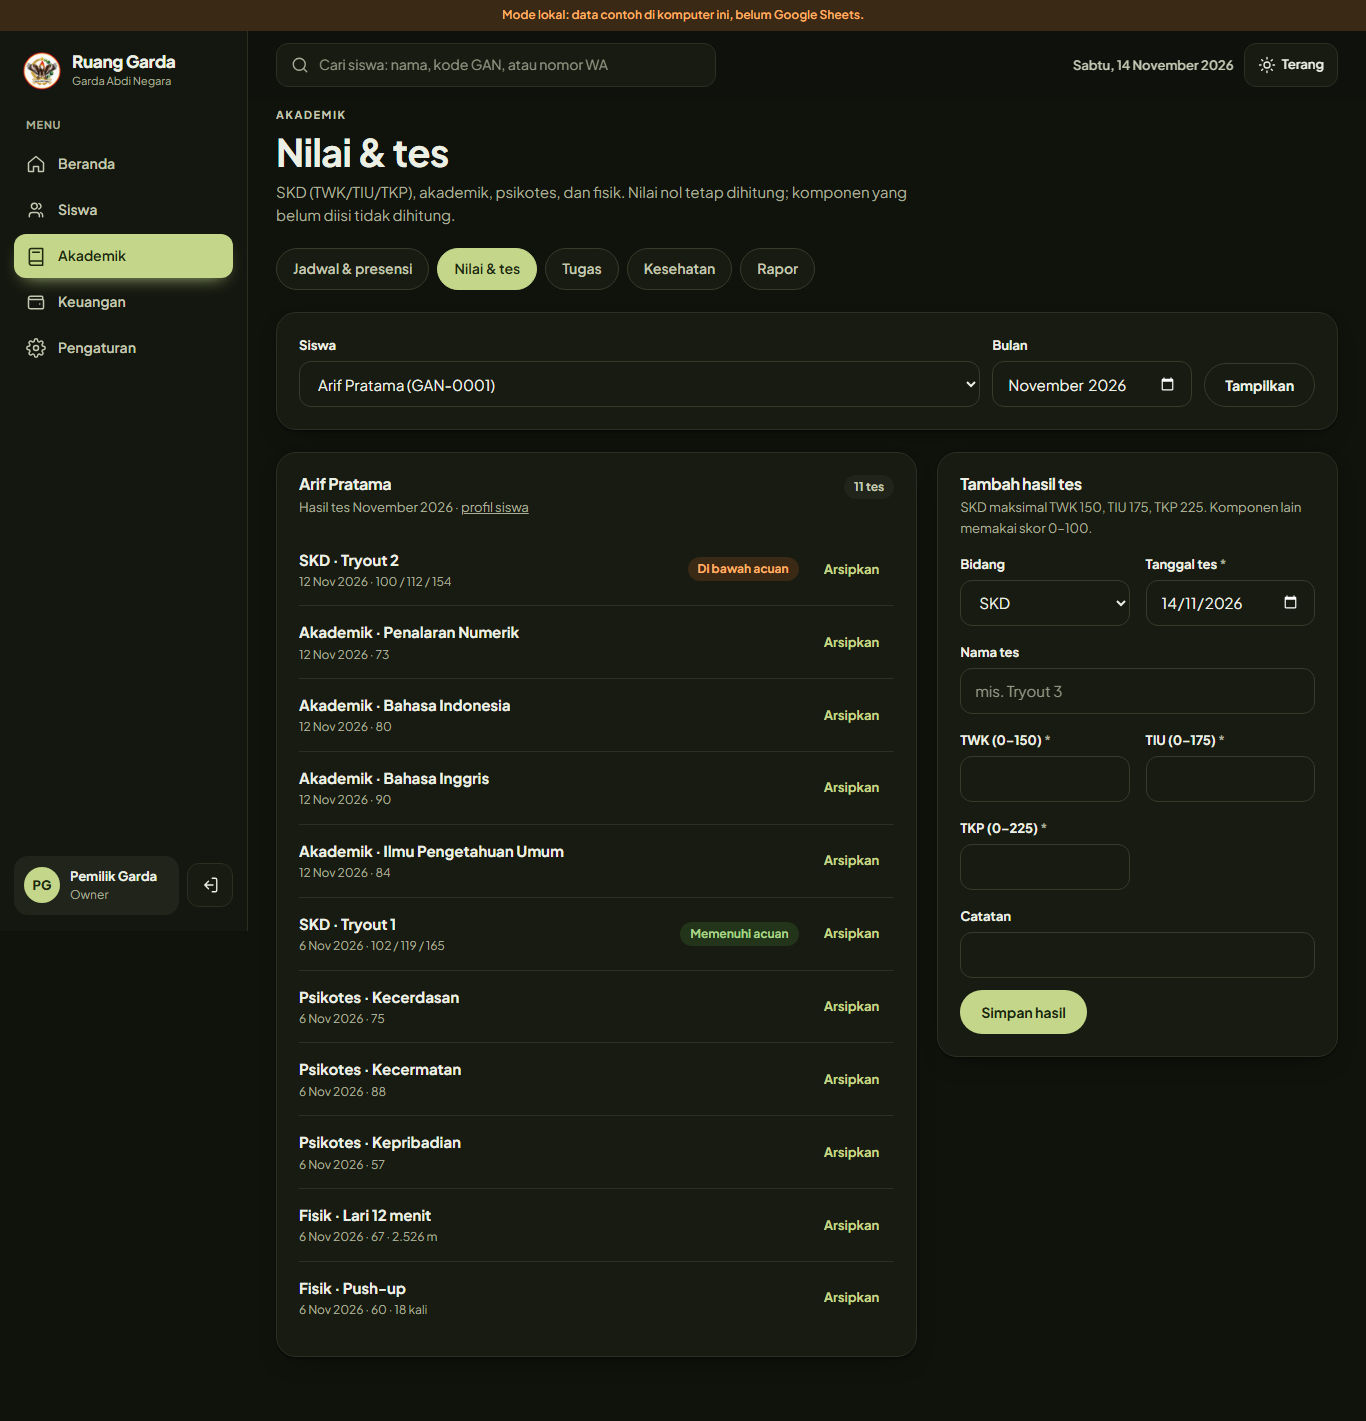 Mode lokal: data contoh di komputer ini, belum Google Sheets.
Ruang Garda
Garda Abdi Negara
MENU
Beranda
Siswa
Akademik
Keuangan
Pengaturan
PG
Pemilik Garda
Owner
Cari siswa: nama, kode GAN, atau nomor WA
Sabtu, 14 November 2026
Terang
AKADEMIK
Nilai & tes
SKD (TWK/TIU/TKP), akademik, psikotes, dan fisik. Nilai nol tetap dihitung; komponen yang
belum diisi tidak dihitung.
Jadwal & presensi
Nilai & tes
Tugas
Kesehatan
Rapor
Siswa
Arif Pratama (GAN-0001)
Bulan
November 2026
Tampilkan
Arif Pratama
Hasil tes November 2026 · profil siswa
11 tes
SKD · Tryout 2
12 Nov 2026 · 100 / 112 / 154
Di bawah acuan
Arsipkan
Akademik · Penalaran Numerik
12 Nov 2026 · 73
Arsipkan
Akademik · Bahasa Indonesia
12 Nov 2026 · 80
Arsipkan
Akademik · Bahasa Inggris
12 Nov 2026 · 90
Arsipkan
Akademik · Ilmu Pengetahuan Umum
12 Nov 2026 · 84
Arsipkan
SKD · Tryout 1
6 Nov 2026 · 102 / 119 / 165
Memenuhi acuan
Arsipkan
Psikotes · Kecerdasan
6 Nov 2026 · 75
Arsipkan
Psikotes · Kecermatan
6 Nov 2026 · 88
Arsipkan
Psikotes · Kepribadian
6 Nov 2026 · 57
Arsipkan
Fisik · Lari 12 menit
6 Nov 2026 · 67 · 2.526 m
Arsipkan
Fisik · Push-up
6 Nov 2026 · 60 · 18 kali
Arsipkan
Tambah hasil tes
SKD maksimal TWK 150, TIU 175, TKP 225. Komponen lain
memakai skor 0–100.
Bidang
SKD
Tanggal tes *
14/11/2026
Nama tes
mis. Tryout 3
TWK (0–150) *
TIU (0–175) *
TKP (0–225) *
Catatan
Simpan hasil